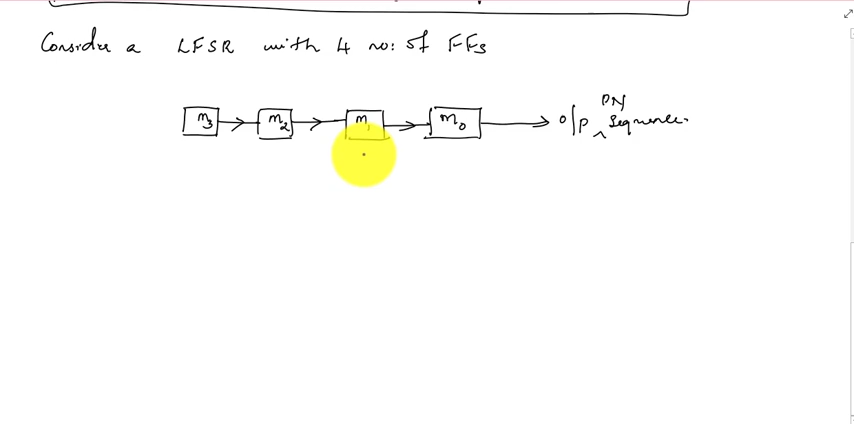 Consider a LFSR with 4 no: of FFs
m3 m2 m1 m0 o/p PN Sequence.